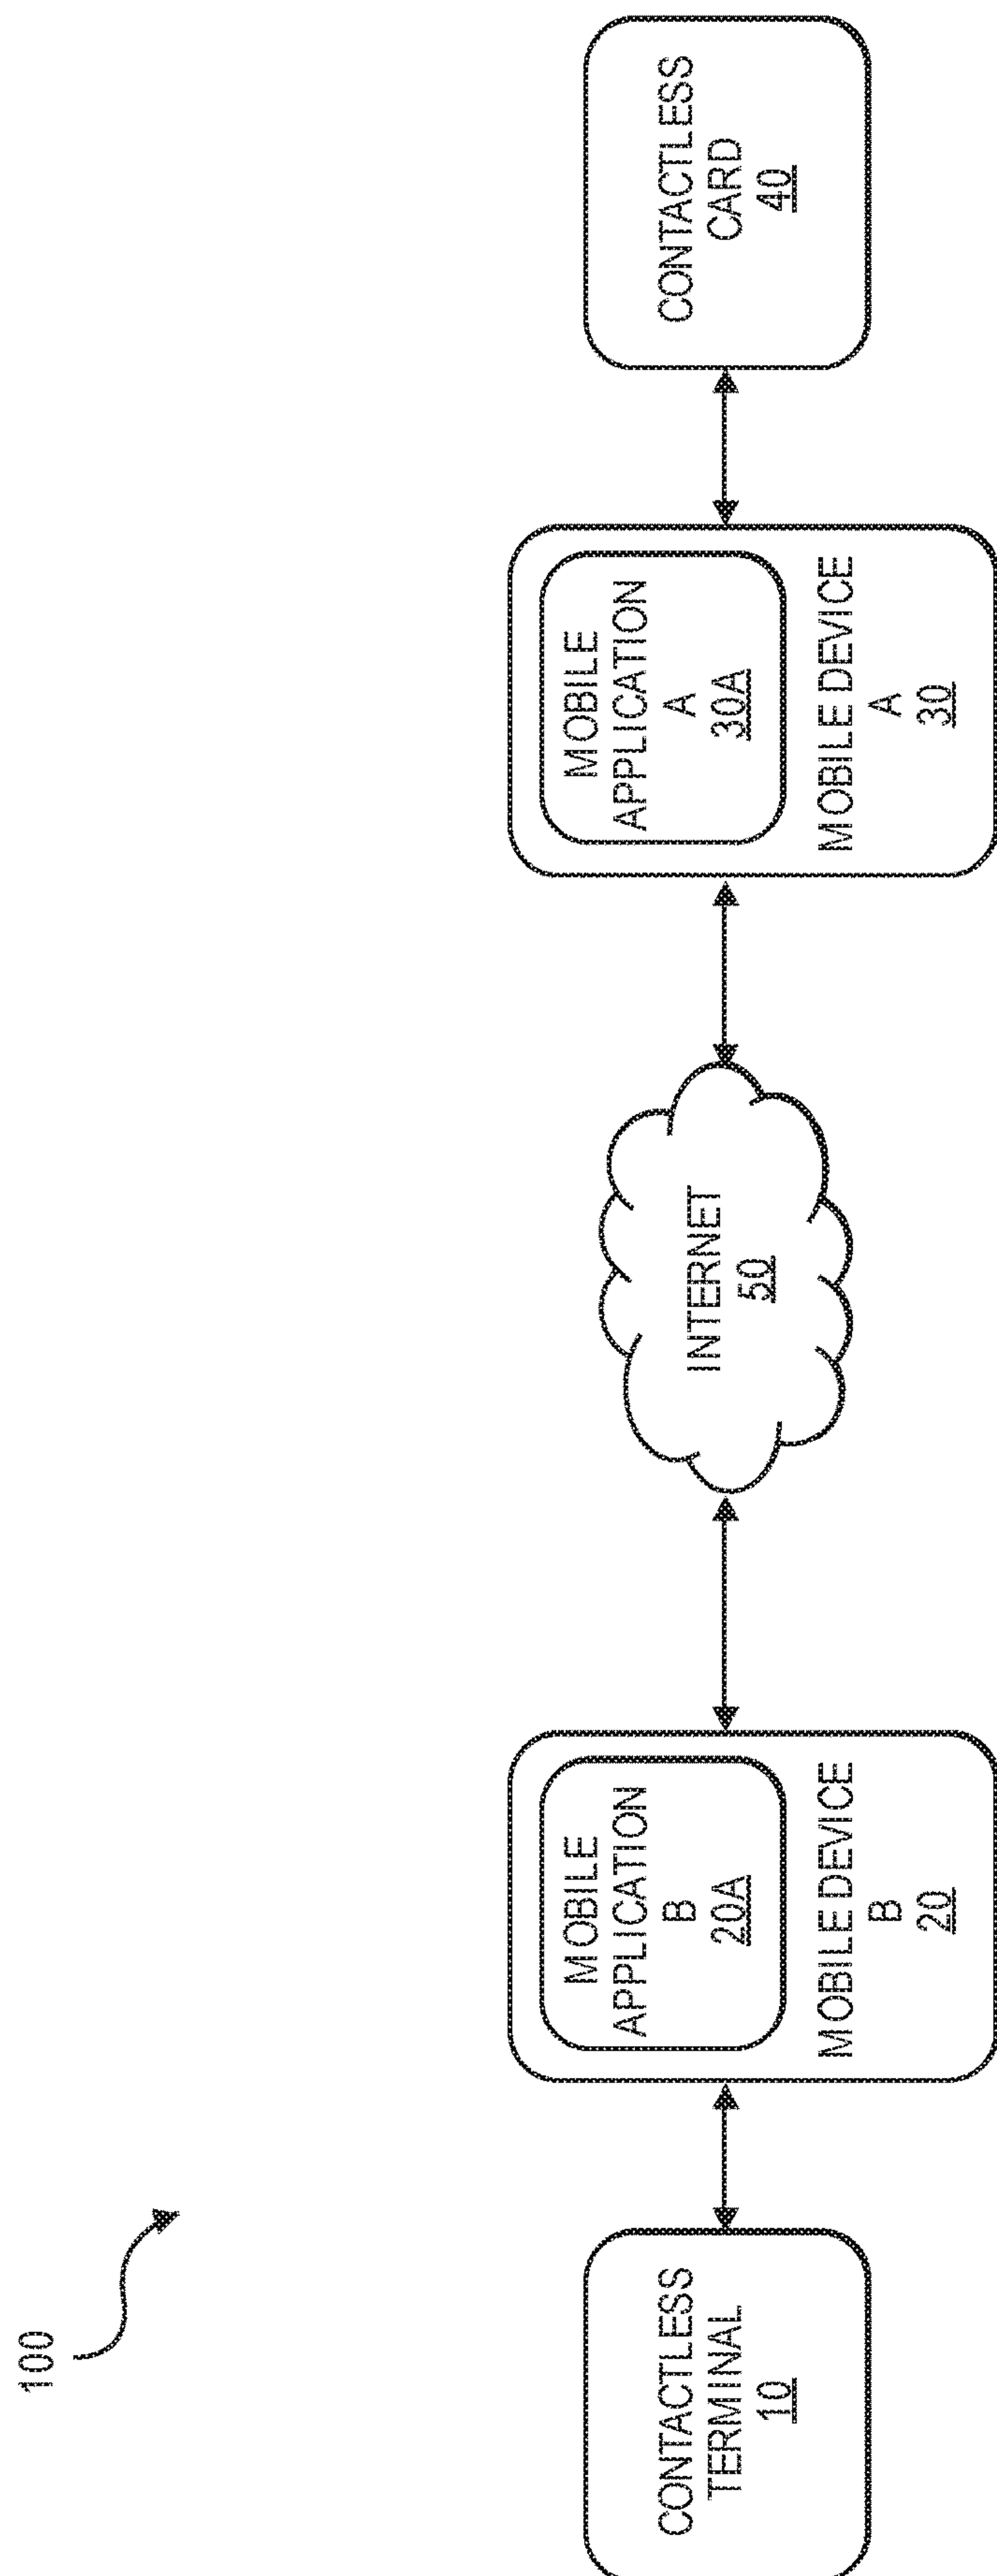 100
CONTACTLESS
TERMINAL
10
MOBILE
APPLICATION
B
20A
MOBILE DEVICE
B
20
INTERNET
50
MOBILE
APPLICATION
A
30A
MOBILE DEVICE
A
30
CONTACTLESS
CARD
40